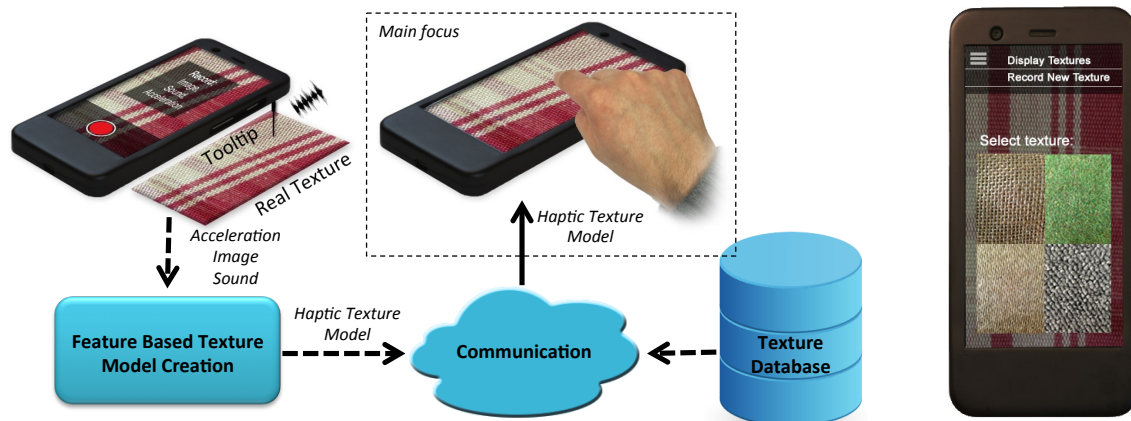 Main focus
Record:
Image,
Sound,
Acceleration
Tooltip
Real Texture
Acceleration
Image
Sound
Haptic Texture
Model
Feature Based Texture
Model Creation
Haptic Texture
Model
Communication
Texture
Database
Display Textures
Record New Texture
Select texture: